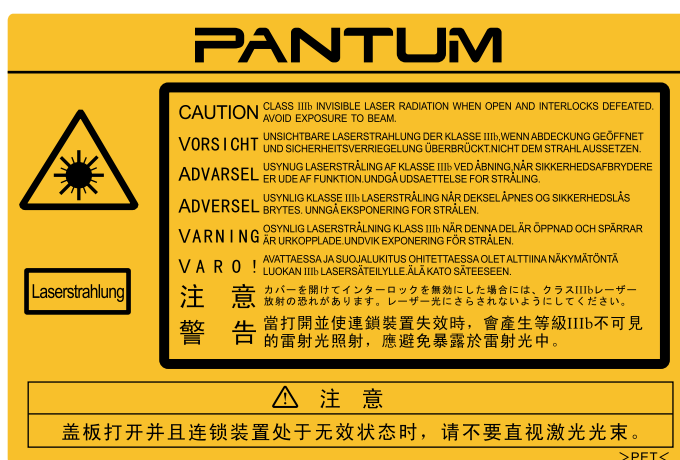 PANTUM
CAUTION CLASS IIIb INVISIBLE LASER RADIATION WHEN OPEN AND INTERLOCKS DEFEATED.
AVOID EXPOSURE TO BEAM.
VORSICHT UNSICHTBARE LASERSTRAHLUNG DER KLASSE IIIb,WENN ABDECKUNG GEÖFFNET
UND SICHERHEITSVERRIEGELUNG ÜBERBRÜCKT.NICHT DEM STRAHL AUSSETZEN.
ADVARSEL USYNUG LASERSTRÅLING AF KLASSE IIIb VED ÅBNING,NÅR SIKKERHEDSAFBRYDERE
ER UDE AF FUNKTION.UNDGÅ UDSAETTELSE FOR STRÅLING.
ADVERSEL USYNLIG KLASSE IIIb LASERSTRÅLING NÅR DEKSEL ÅPNES OG SIKKERHEDSLÅS
BRYTES. UNNGÅ EKSPONERING FOR STRÅLEN.
VARNING OSYNLIG LASERSTRÅLNING KLASS IIIb NÄR DENNA DEL ÄR ÖPPNAD OCH SPÄRRAR
ÄR URKOPPLADE.UNDVIK EXPONERING FÖR STRÅLEN.
VARO! AVATTAESSA JA SUOJALUKITUS OHITETTAESSA OLET ALTTIINA NÄKYMÄTÖNTÄ
LUOKAN IIIb LASERSÄTEILYLLE.ÄLÄ KATO SÄTEESEEN.
注 意 カバーを開けてインターロックを無効にした場合には、クラスIIIbレーザー
放射の恐れがあります。レーザー光にさらされないようにしてください。
警 告 當打開並使連鎖裝置失效時，會產生等級IIIb不可見
的雷射光照射，應避免暴露於雷射光中。
Laserstrahlung
注 意
盖板打开并且连锁装置处于无效状态时，请不要直视激光光束。
>PET<